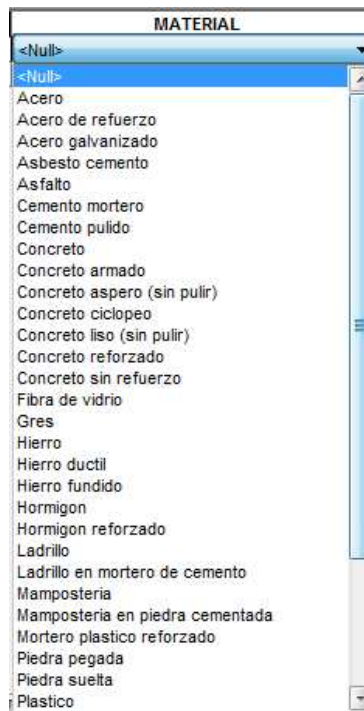 MATERIAL
<Null>
<Null>
Acero
Acero de refuerzo
Acero galvanizado
Asbesto cemento
Asfalto
Cemento mortero
Cemento pulido
Concreto
Concreto armado
Concreto aspero (sin pulir)
Concreto ciclopeo
Concreto liso (sin pulir)
Concreto reforzado
Concreto sin refuerzo
Fibra de vidrio
Gres
Hierro
Hierro ductil
Hierro fundido
Hormigon
Hormigon reforzado
Ladrillo
Ladrillo en mortero de cemento
Mamposteria
Mamposteria en piedra cementada
Mortero plastico reforzado
Piedra pegada
Piedra suelta
Plastico